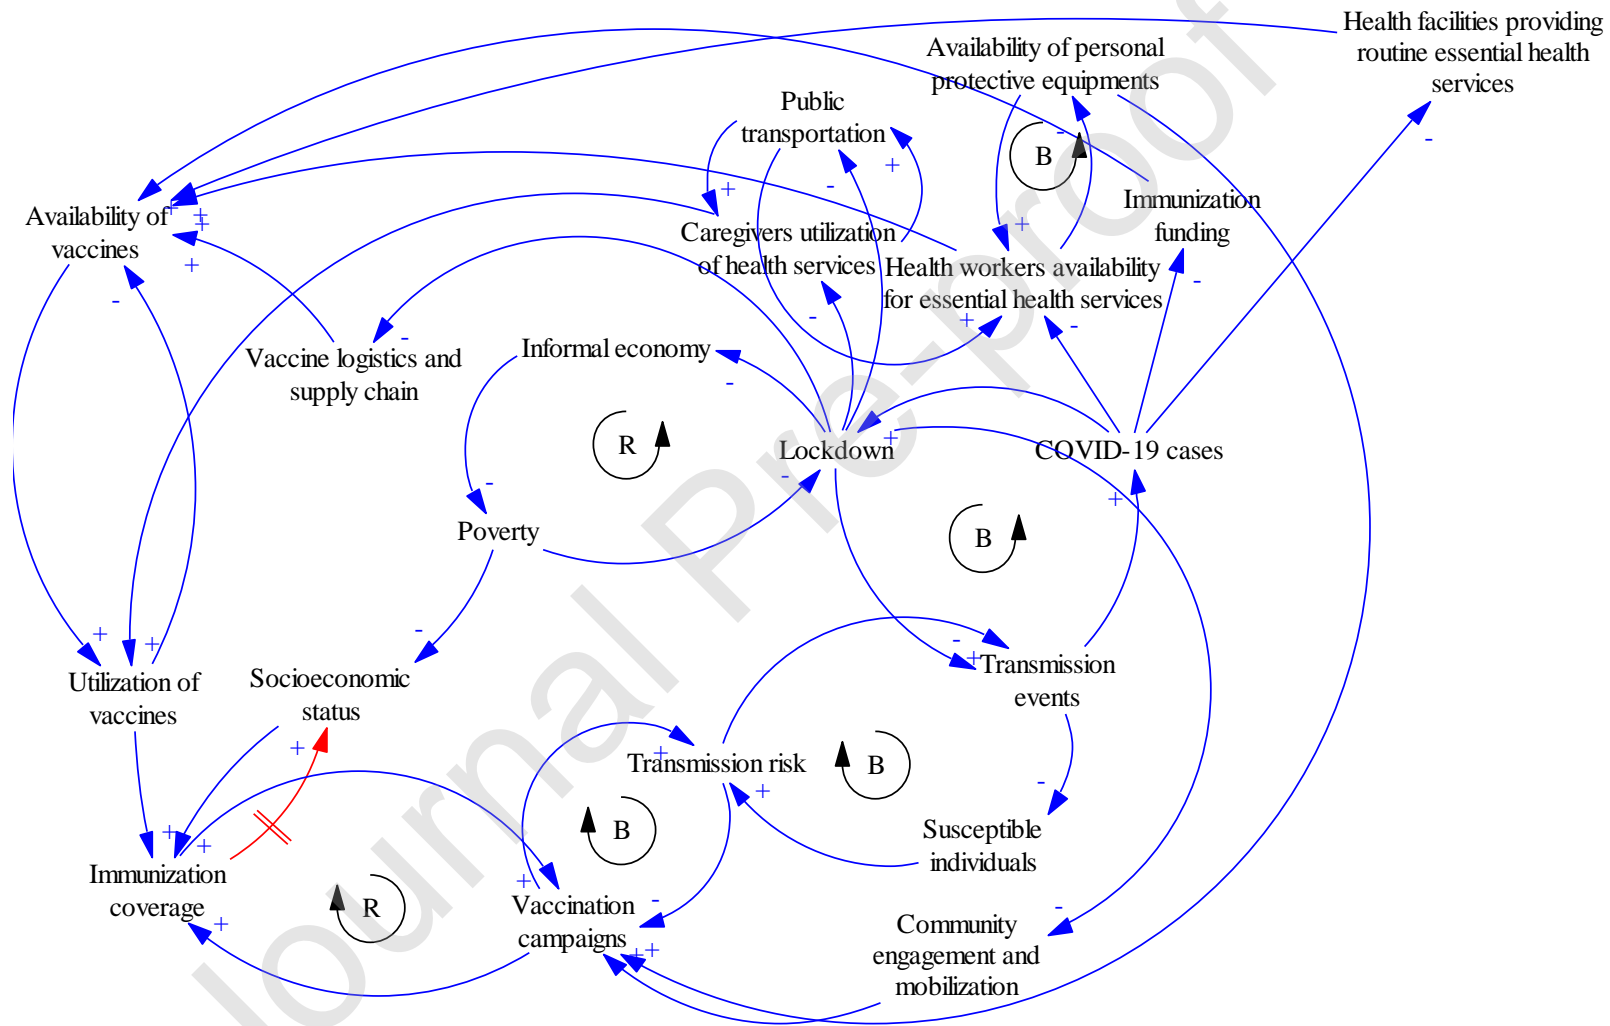 Health facilities providing
routine essential health
services
Availability of personal
protective equipments
Public
transportation
B
Immunization
funding
Availability of
vaccines
Caregivers utilization
of health services
Health workers availability
for essential health services
Vaccine logistics and
supply chain
Informal economy
R
Lockdown
COVID-19 cases
Poverty
B
Utilization of
vaccines
Socioeconomic
status
Transmission
events
Transmission risk
B
B
Susceptible
individuals
Immunization
coverage
R
Vaccination
campaigns
Community
engagement and
mobilization
Journal Pre-proof